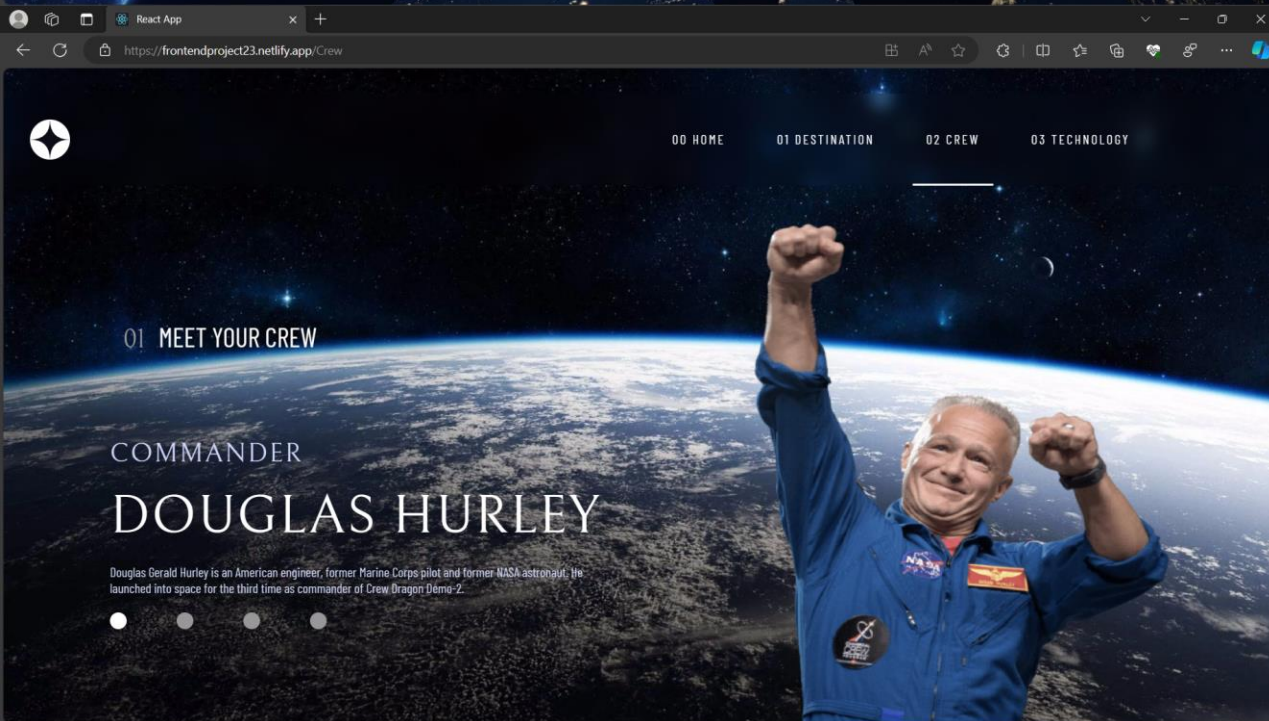 React App
https://frontendproject23.netlify.app/Crew
00 HOME 01 DESTINATION 02 CREW 03 TECHNOLOGY
01 MEET YOUR CREW
COMMANDER
DOUGLAS HURLEY
Douglas Gerald Hurley is an American engineer, former Marine Corps pilot and former NASA astronaut. He
launched into space for the third time as commander of Crew Dragon Demo-2.
NASA